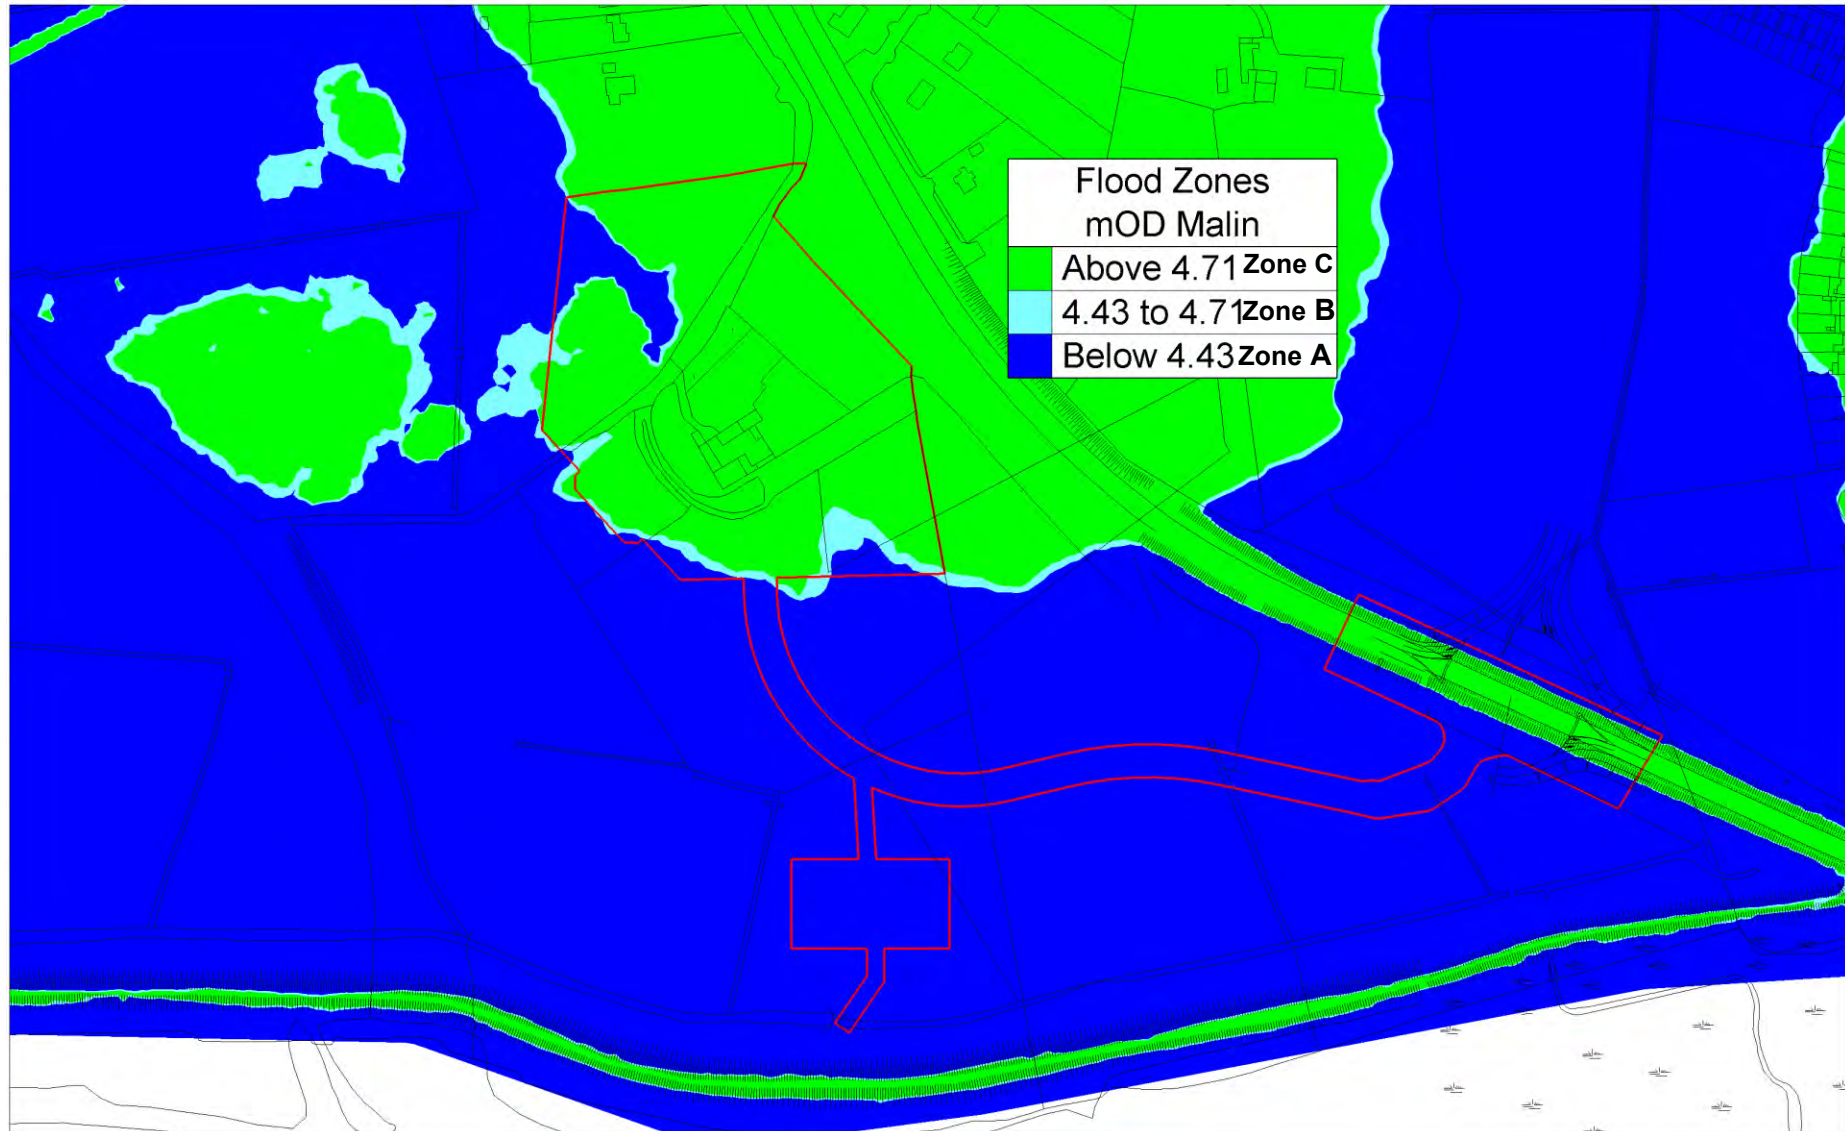 Flood Zones
mOD Malin
Above 4.71 Zone C
4.43 to 4.71 Zone B
Below 4.43 Zone A